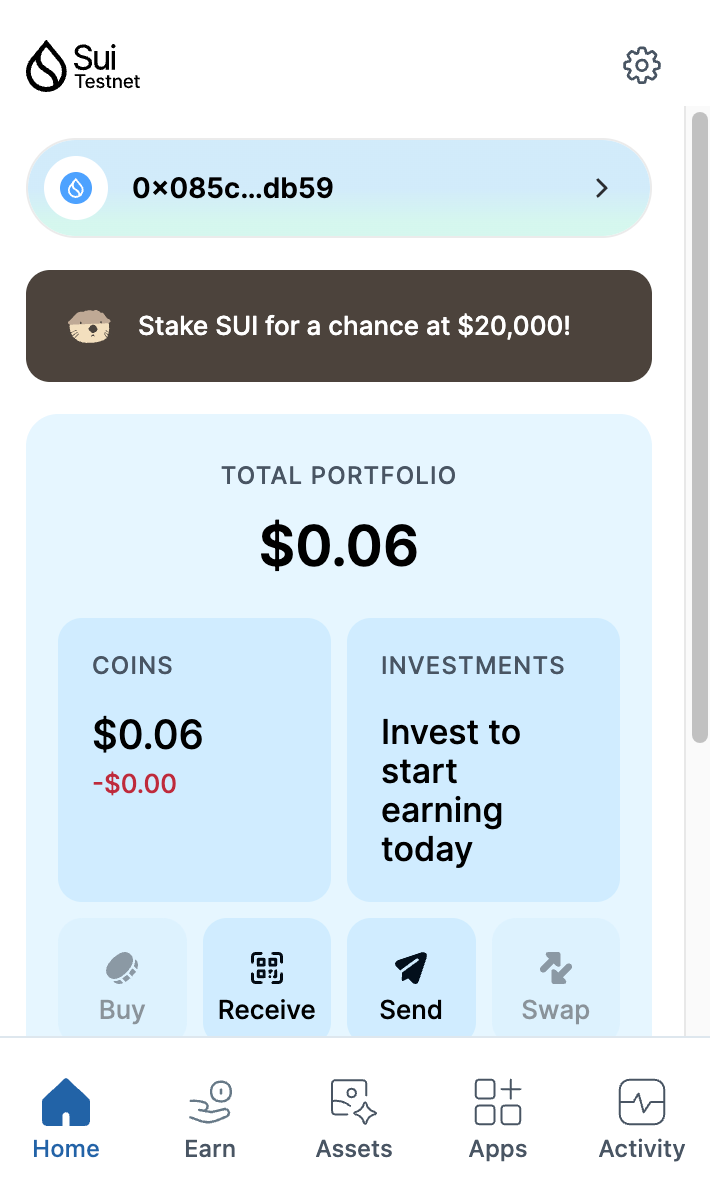 Sui
Testnet
0×085c...db59
Stake SUI for a chance at $20,000!
TOTAL PORTFOLIO
$0.06
COINS
$0.06
-$0.00
INVESTMENTS
Invest to
start
earning
today
Buy
Receive
Send
Swap
Home
Earn
Assets
Apps
Activity